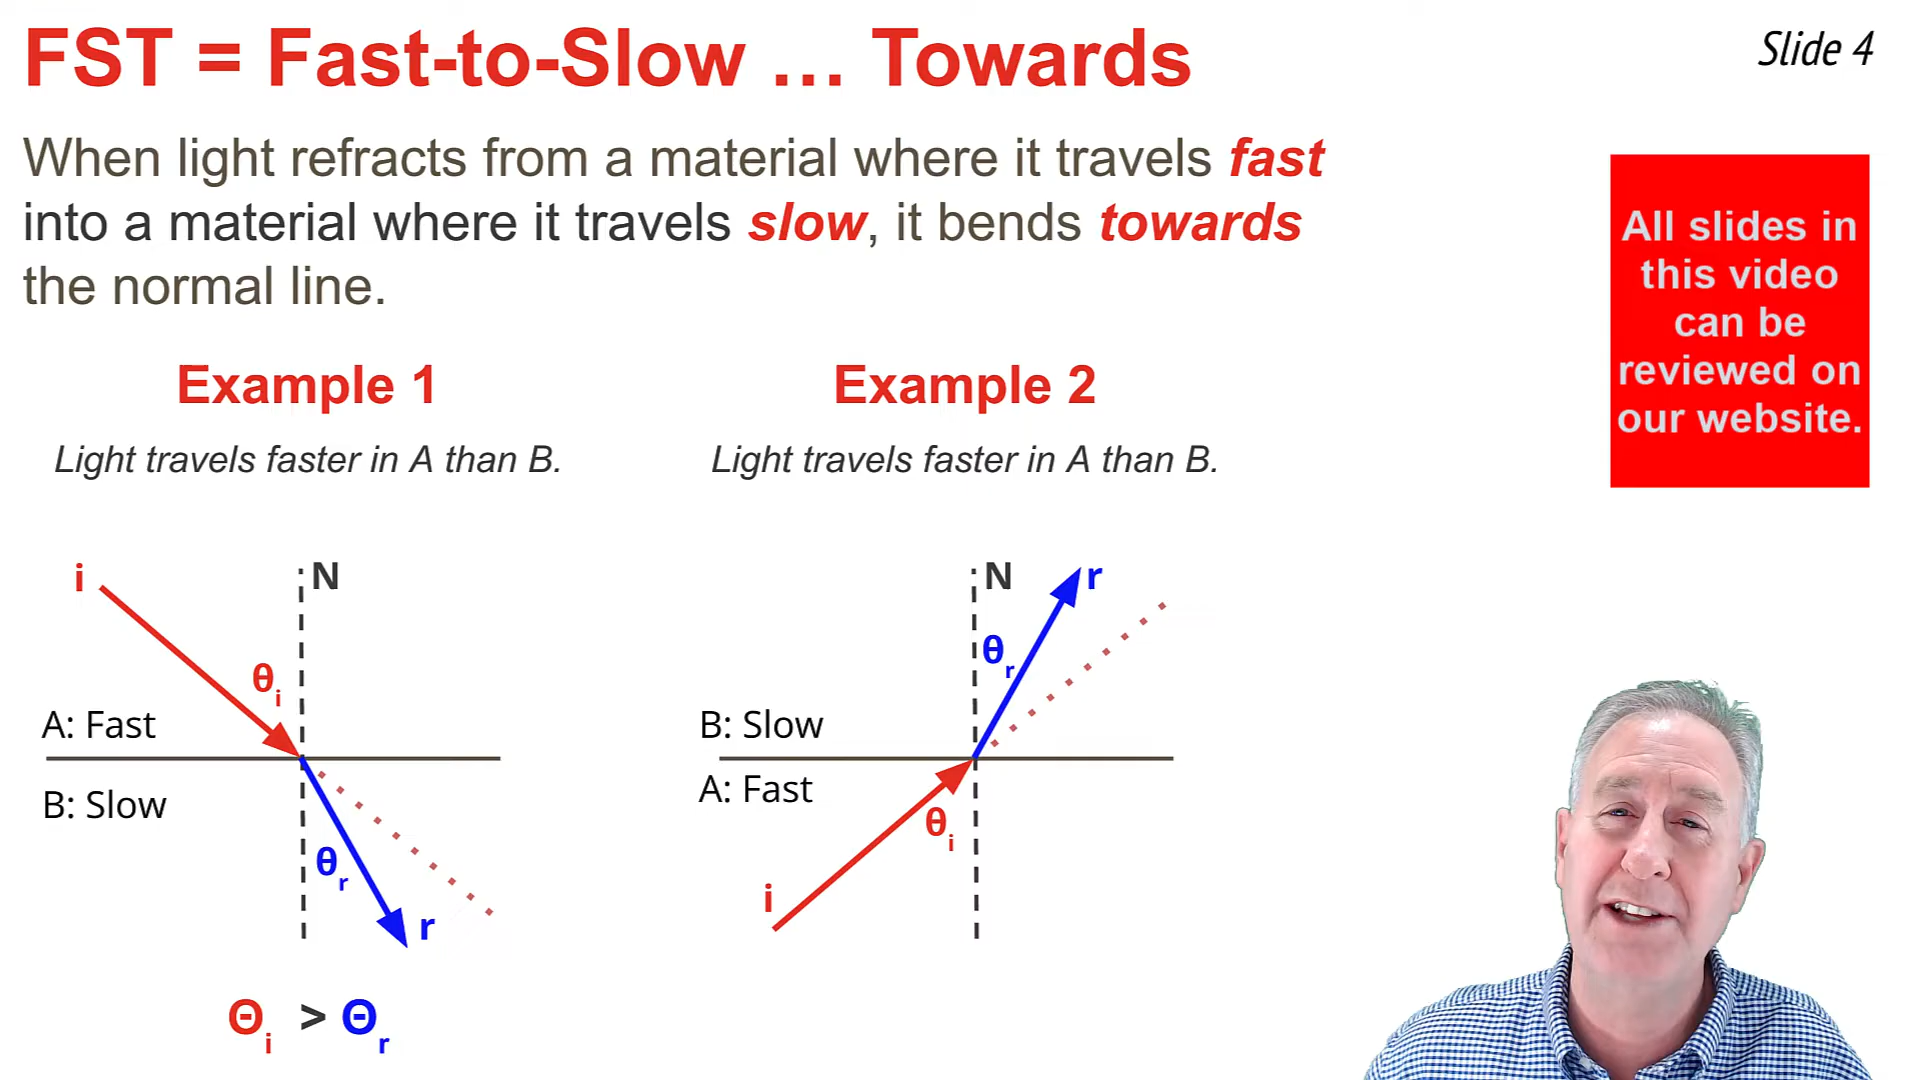 FST = Fast-to-Slow ... Towards
Slide 4
When light refracts from a material where it travels fast
into a material where it travels slow, it bends towards
the normal line.
All slides in
this video
can be
reviewed on
our website.
Example 1
Light travels faster in A than B.
i
N
θi
A: Fast
B: Slow
θr
r
Θi > Θr
Example 2
Light travels faster in A than B.
N
r
θr
B: Slow
A: Fast
θi
i